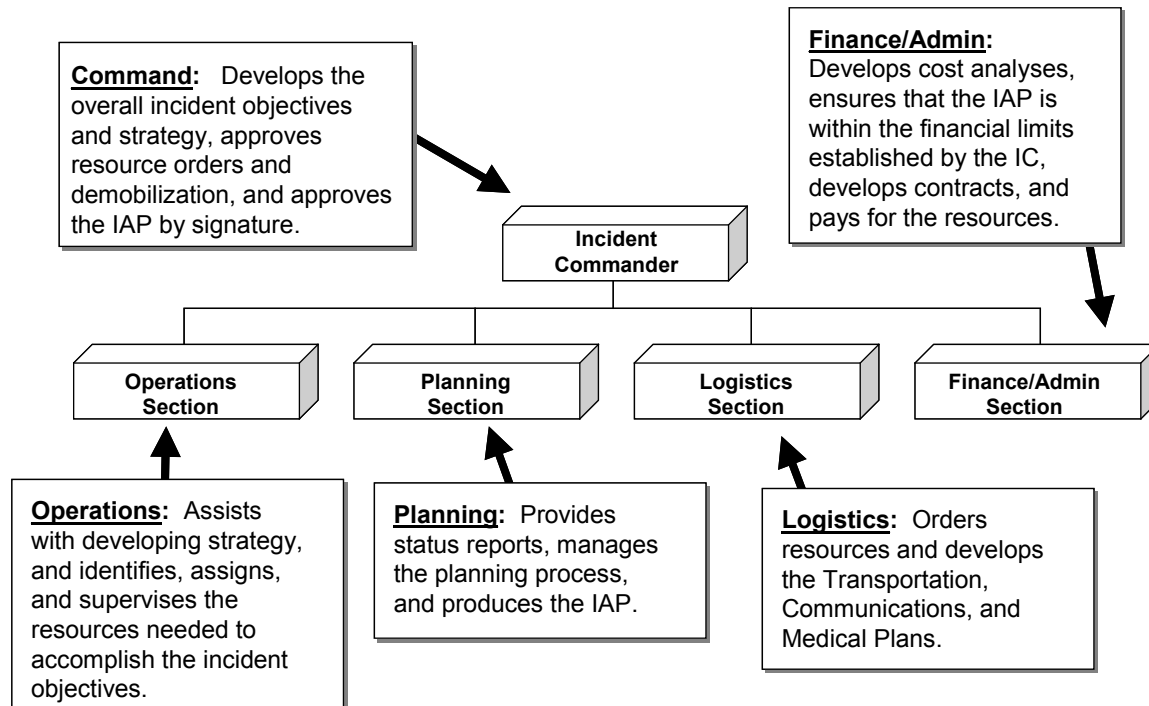 Command: Develops the
overall incident objectives
and strategy, approves
resource orders and
demobilization, and approves
the IAP by signature.
Finance/Admin:
Develops cost analyses,
ensures that the IAP is
within the financial limits
established by the IC,
develops contracts, and
pays for the resources.
Incident
Commander
Operations
Section
Planning
Section
Logistics
Section
Finance/Admin
Section
Operations: Assists
with developing strategy,
and identifies, assigns,
and supervises the
resources needed to
accomplish the incident
objectives.
Planning: Provides
status reports, manages
the planning process,
and produces the IAP.
Logistics: Orders
resources and develops
the Transportation,
Communications, and
Medical Plans.